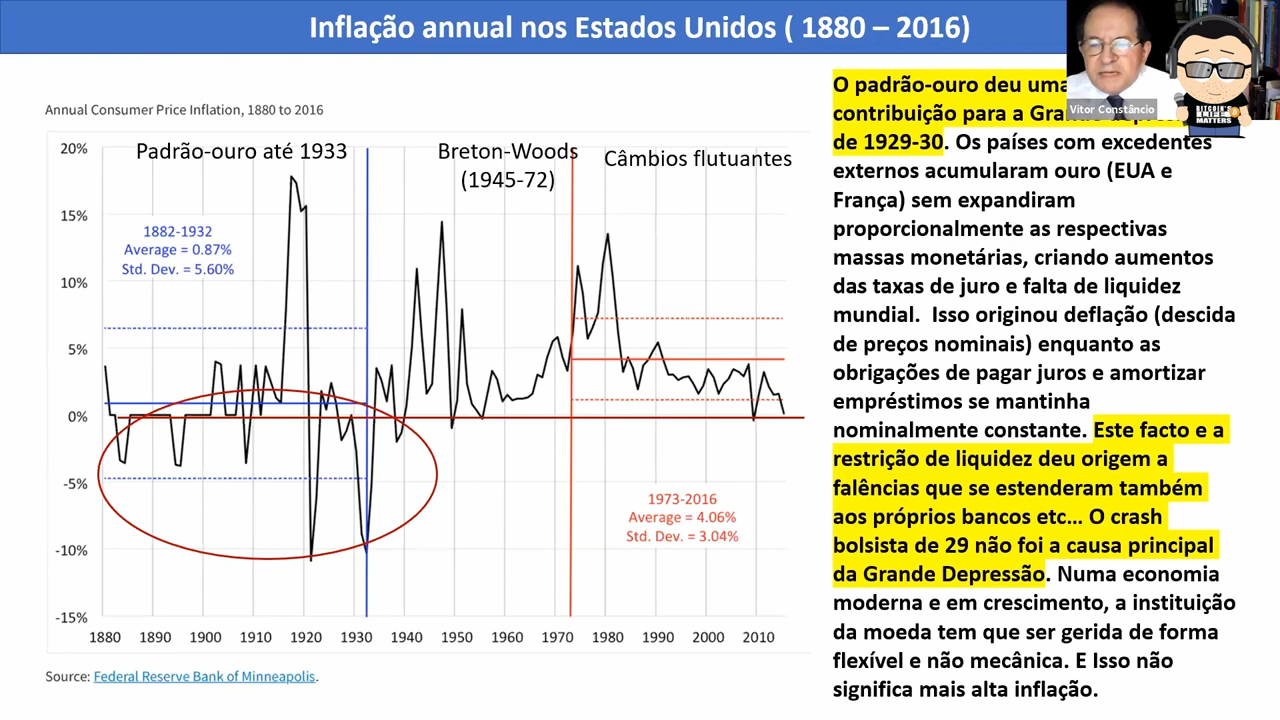 Inflação annual nos Estados Unidos ( 1880 – 2016)
Vitor Constâncio
BITCOIN'S
LIFE
MATTERS
Annual Consumer Price Inflation, 1880 to 2016
20%
15%
10%
5%
0%
-5%
-10%
-15%
Padrão-ouro até 1933
Breton-Woods
(1945-72)
Câmbios flutuantes
1882-1932
Average = 0.87%
Std. Dev. = 5.60%
1973-2016
Average = 4.06%
Std. Dev. = 3.04%
1880 1890 1900 1910 1920 1930 1940 1950 1960 1970 1980 1990 2000 2010
Source: Federal Reserve Bank of Minneapolis.
O padrão-ouro deu uma
contribuição para a
de 1929-30. Os países com excedentes
externos acumularam ouro (EUA e
França) sem expandiram
proporcionalmente as respectivas
massas monetárias, criando aumentos
das taxas de juro e falta de liquidez
mundial. Isso originou deflação (descida
de preços nominais) enquanto as
obrigações de pagar juros e amortizar
empréstimos se mantinha
nominalmente constante. Este facto e a
restrição de liquidez deu origem a
falências que se estenderam também
aos próprios bancos etc… O crash
bolsista de 29 não foi a causa principal
da Grande Depressão. Numa economia
moderna e em crescimento, a instituição
da moeda tem que ser gerida de forma
flexível e não mecânica. E Isso não
significa mais alta inflação.